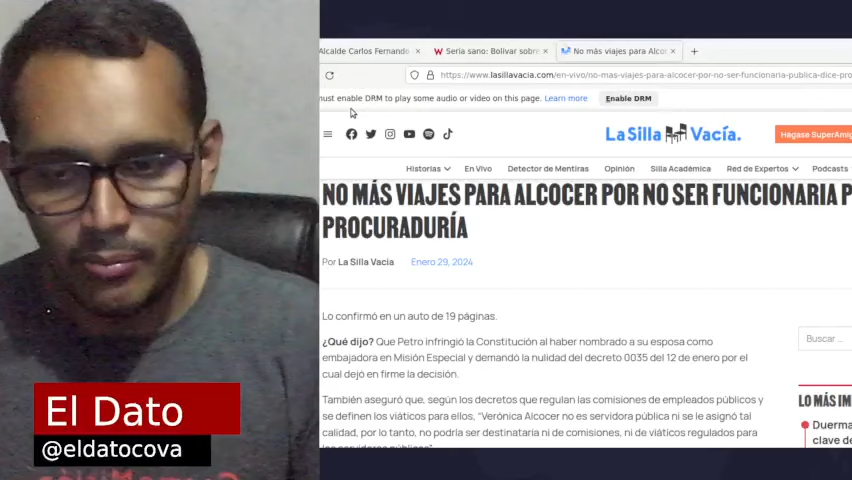 Alcalde Carlos Fernando
Seria sano: Bolivar sobre
No más viajes para Alcoc
https://www.lasillavacia.com/en-vivo/no-mas-viajes-para-alcocer-por-no-ser-funcionaria-publica-dice-pro
must enable DRM to play some audio or video on this page. Learn more
Enable DRM
La Silla Vacía.
Hágase SuperAmig
Historias
En Vivo
Detector de Mentiras
Opinión
Silla Académica
Red de Expertos
Podcasts
NO MÁS VIAJES PARA ALCOCER POR NO SER FUNCIONARIA P
PROCURADURÍA
Por La Silla Vacía
Enero 29, 2024
Lo confirmó en un auto de 19 páginas.
¿Qué dijo? Que Petro infringió la Constitución al haber nombrado a su esposa como
embajadora en Misión Especial y demandó la nulidad del decreto 0035 del 12 de enero por el
cual dejó en firme la decisión.
También aseguró que, según los decretos que regulan las comisiones de empleados públicos y
se definen los viáticos para ellos, “Verónica Alcocer no es servidora pública ni se le asignó tal
calidad, por lo tanto, no podría ser destinataria ni de comisiones, ni de viáticos regulados para
Buscar ...
LO MÁS IM
Duerma
clave de
El Dato
@eldatocova